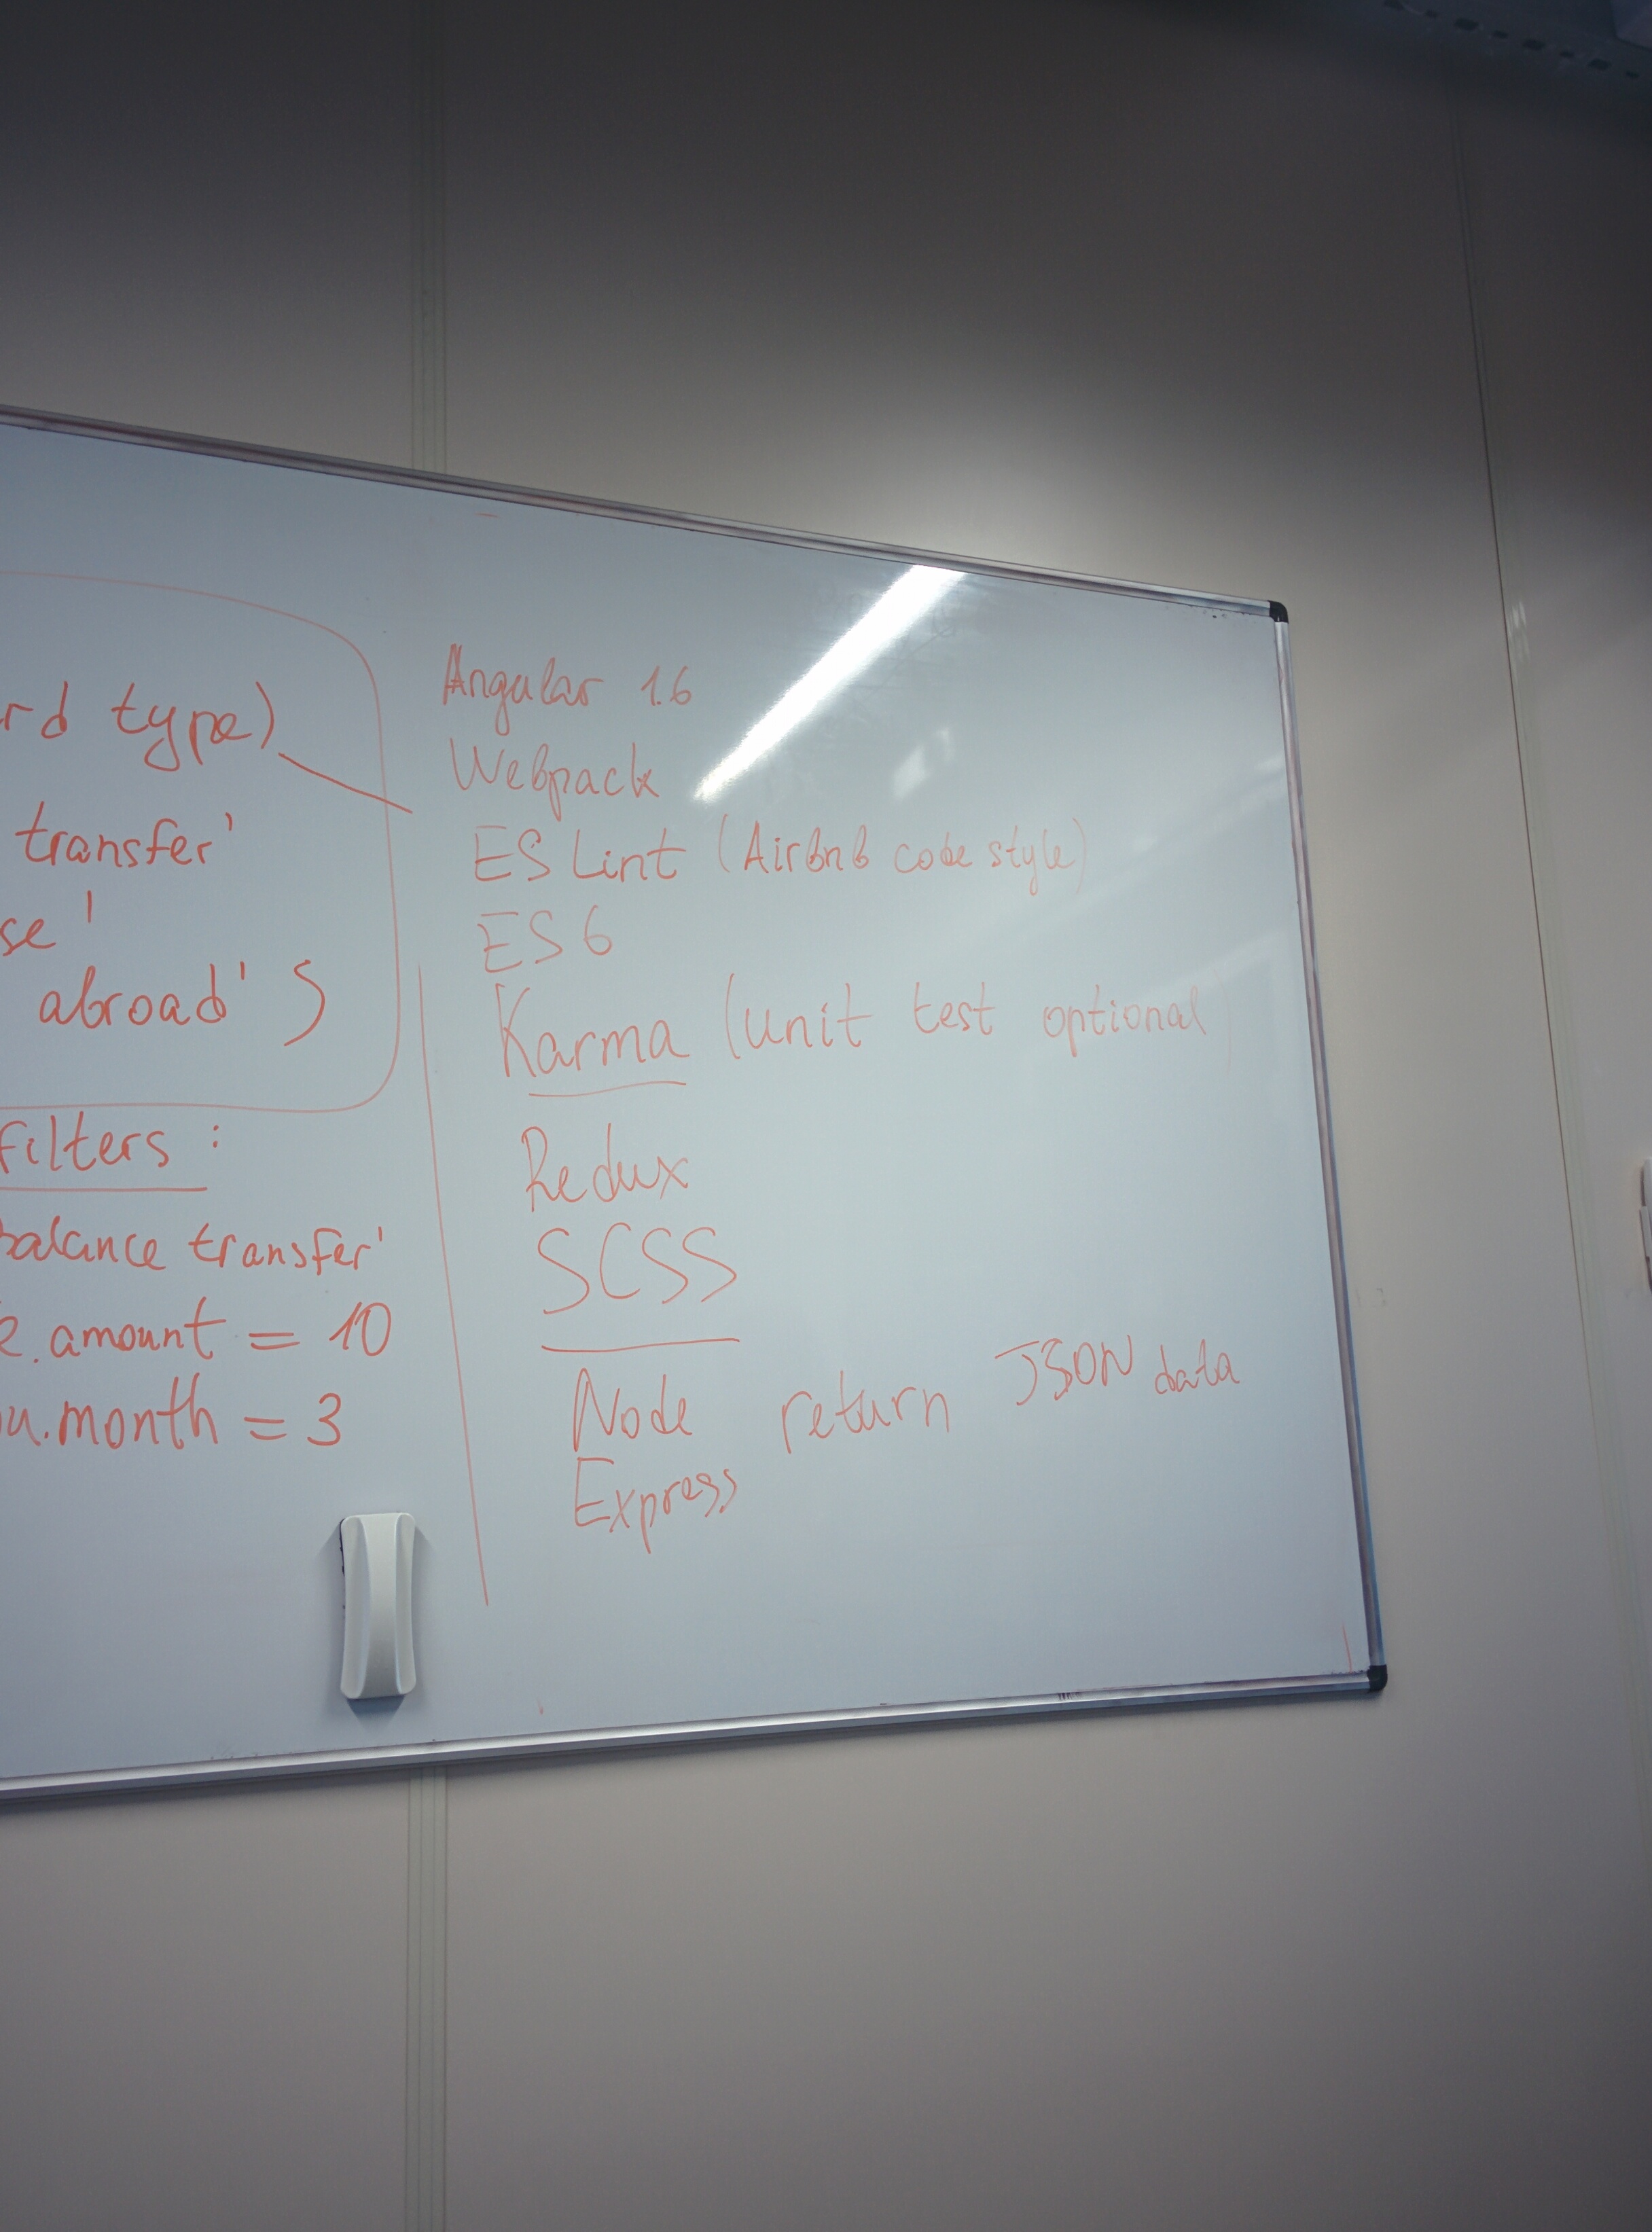 rd type)
transfer'
se'
abroad' S
Filters :
balance transfer'
e.amount = 10
u.month = 3
Angular 1.6
Webpack
ES Lint (Airbnb code style)
ES6
Karma (unit test optional)
Redux
SCSS
Node return JSON data
Express